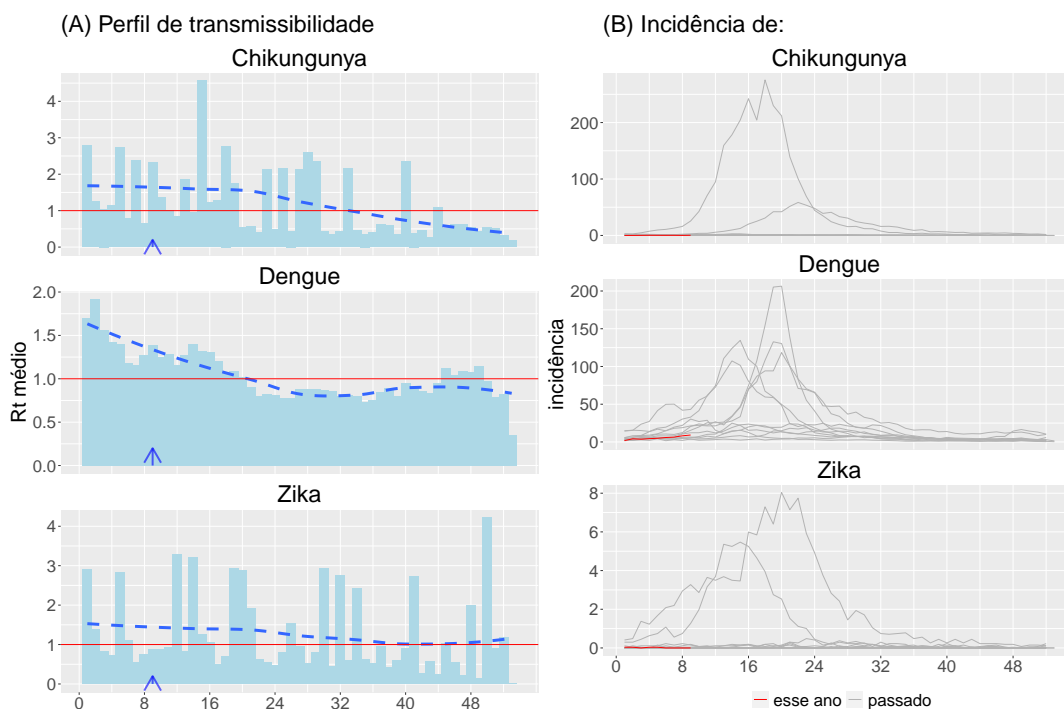 (A) Perfil de transmissibilidade
Chikungunya
4
3
2
1
0
Dengue
2.0
1.5
1.0
0.5
0.0
Rt médio
Zika
4
3
2
1
0
0 8 16 24 32 40 48
(B) Incidência de:
Chikungunya
200
100
0
Dengue
200
150
100
50
0
incidência
Zika
8
6
4
2
0
0 8 16 24 32 40 48
esse ano passado